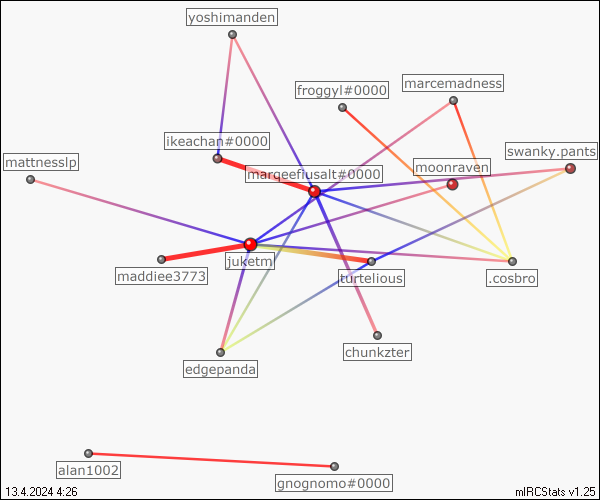 yoshimanden
froggyl#0000
marcemadness
ikeachan#0000
swanky.pants
mattnesslp
moonraven
marqeefiusalt#0000
juketm
maddiee3773
turtelious
.cosbro
chunkzter
edgepanda
alan1002
gnognomo#0000
13.4.2024 4:26
mIRCStats v1.25